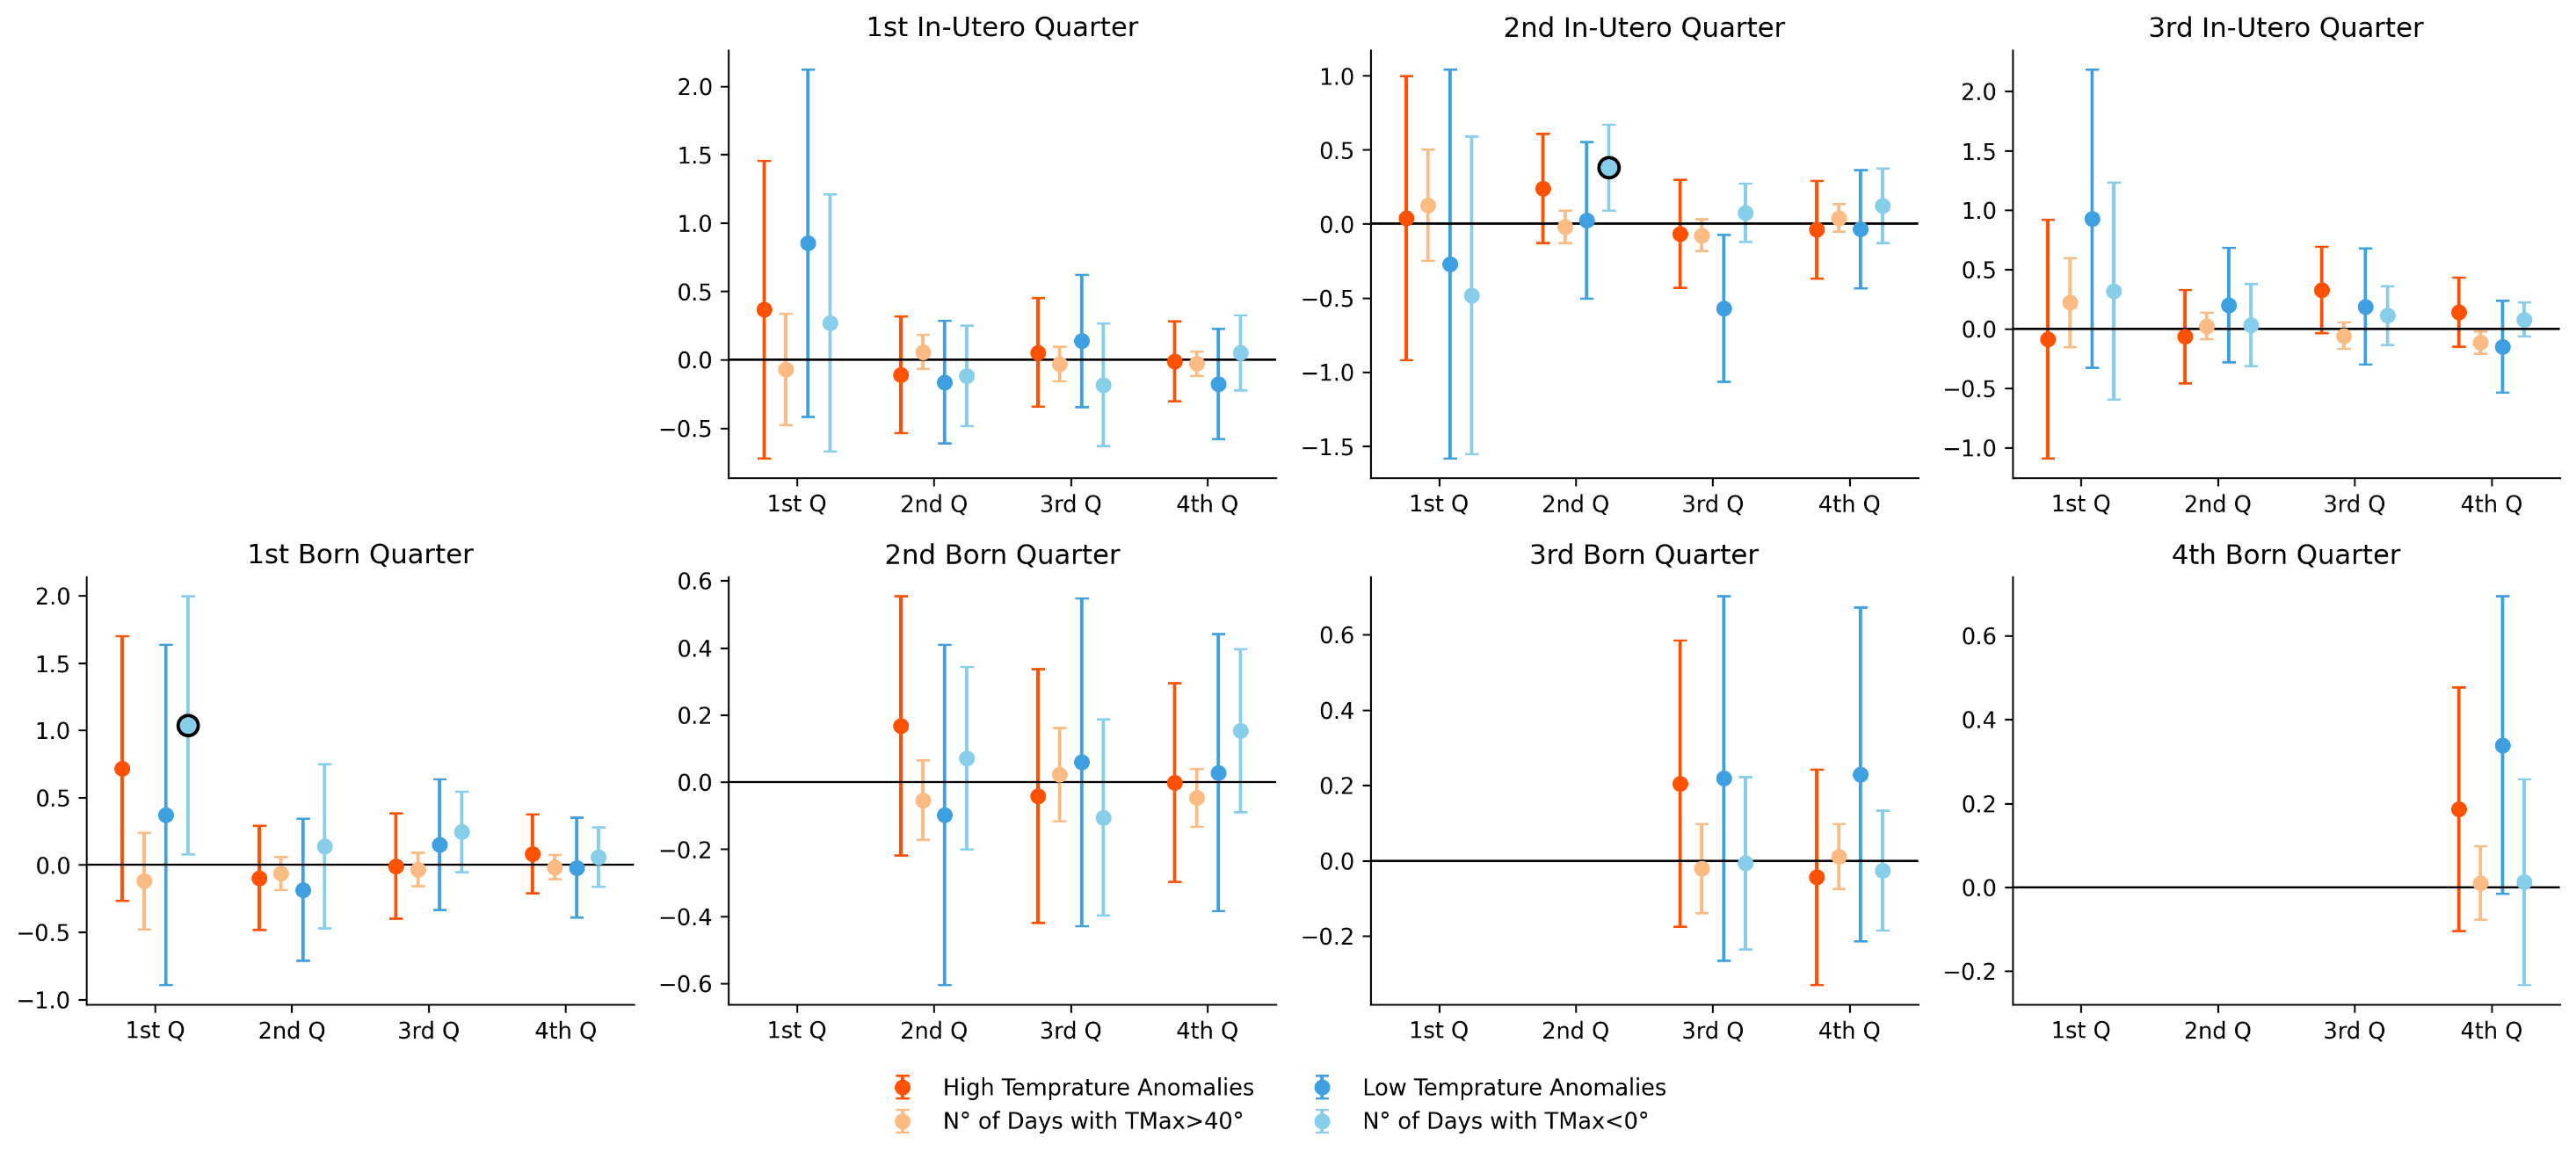 1st In-Utero Quarter
2.0
1.5
1.0
0.5
0.0
−0.5
1st Q 2nd Q 3rd Q 4th Q
2nd In-Utero Quarter
1.0
0.5
0.0
−0.5
−1.0
−1.5
1st Q 2nd Q 3rd Q 4th Q
3rd In-Utero Quarter
2.0
1.5
1.0
0.5
0.0
−0.5
−1.0
1st Q 2nd Q 3rd Q 4th Q
1st Born Quarter
2.0
1.5
1.0
0.5
0.0
−0.5
−1.0
1st Q 2nd Q 3rd Q 4th Q
2nd Born Quarter
0.6
0.4
0.2
0.0
−0.2
−0.4
−0.6
1st Q 2nd Q 3rd Q 4th Q
3rd Born Quarter
0.6
0.4
0.2
0.0
−0.2
1st Q 2nd Q 3rd Q 4th Q
4th Born Quarter
0.6
0.4
0.2
0.0
−0.2
1st Q 2nd Q 3rd Q 4th Q
High Temprature Anomalies
N° of Days with TMax>40°
Low Temprature Anomalies
N° of Days with TMax<0°